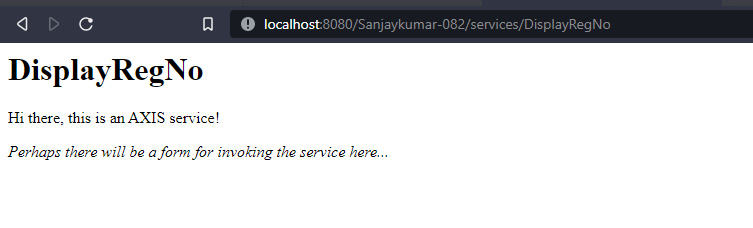 localhost:8080/Sanjaykumar-082/services/DisplayRegNo
DisplayRegNo
Hi there, this is an AXIS service!
Perhaps there will be a form for invoking the service here...